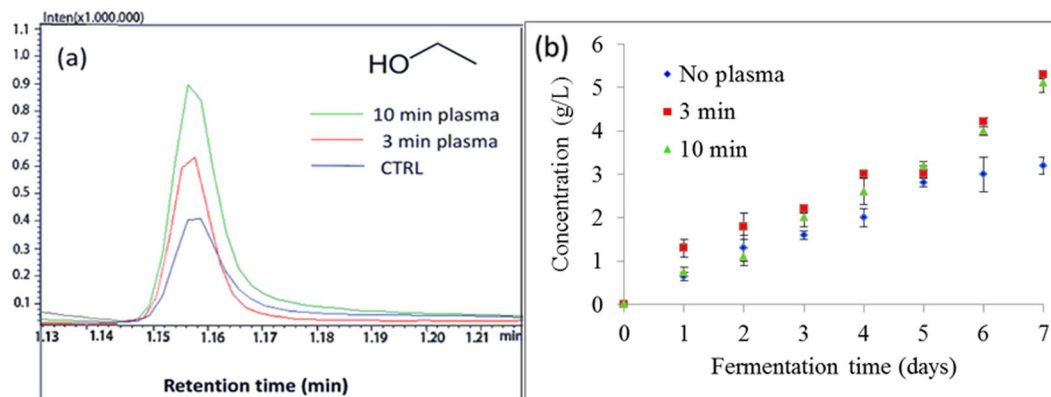 Inten(x1.000.000)
1.1
1.0
0.9
0.8
0.7
0.6
0.5
0.4
0.3
0.2
0.1
(a)
HO
10 min plasma
3 min plasma
CTRL
1.13 1.14 1.15 1.16 1.17 1.18 1.19 1.20 1.21 min
Retention time (min)
(b)
Concentration (g/L)
6
5
4
3
2
1
0
No plasma
3 min
10 min
0 1 2 3 4 5 6 7
Fermentation time (days)